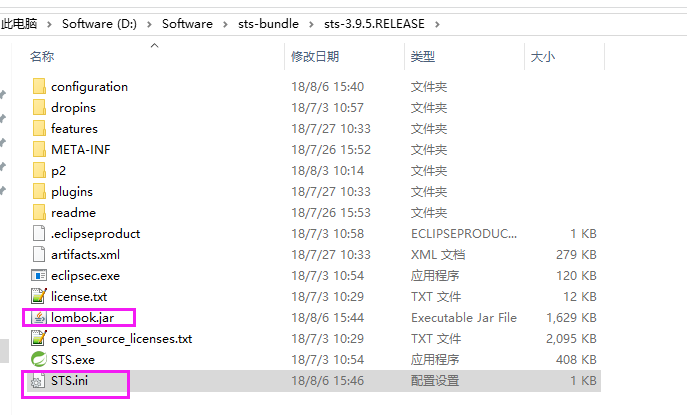 此电脑 > Software (D:) > Software > sts-bundle > sts-3.9.5.RELEASE >
名称 修改日期 类型 大小
configuration 18/8/6 15:40 文件夹
dropins 18/7/3 10:57 文件夹
features 18/7/27 10:33 文件夹
META-INF 18/7/26 15:52 文件夹
p2 18/8/3 10:14 文件夹
plugins 18/7/27 10:33 文件夹
readme 18/7/26 15:53 文件夹
.eclipseproduct 18/7/3 10:58 ECLIPSEPRODUC... 1 KB
artifacts.xml 18/7/27 10:33 XML 文档 279 KB
eclipsec.exe 18/7/3 10:54 应用程序 120 KB
license.txt 18/7/3 10:29 TXT 文件 12 KB
lombok.jar 18/8/6 15:44 Executable Jar File 1,629 KB
open_source_licenses.txt 18/7/3 10:29 TXT 文件 2,095 KB
STS.exe 18/7/3 10:54 应用程序 408 KB
STS.ini 18/8/6 15:46 配置设置 1 KB